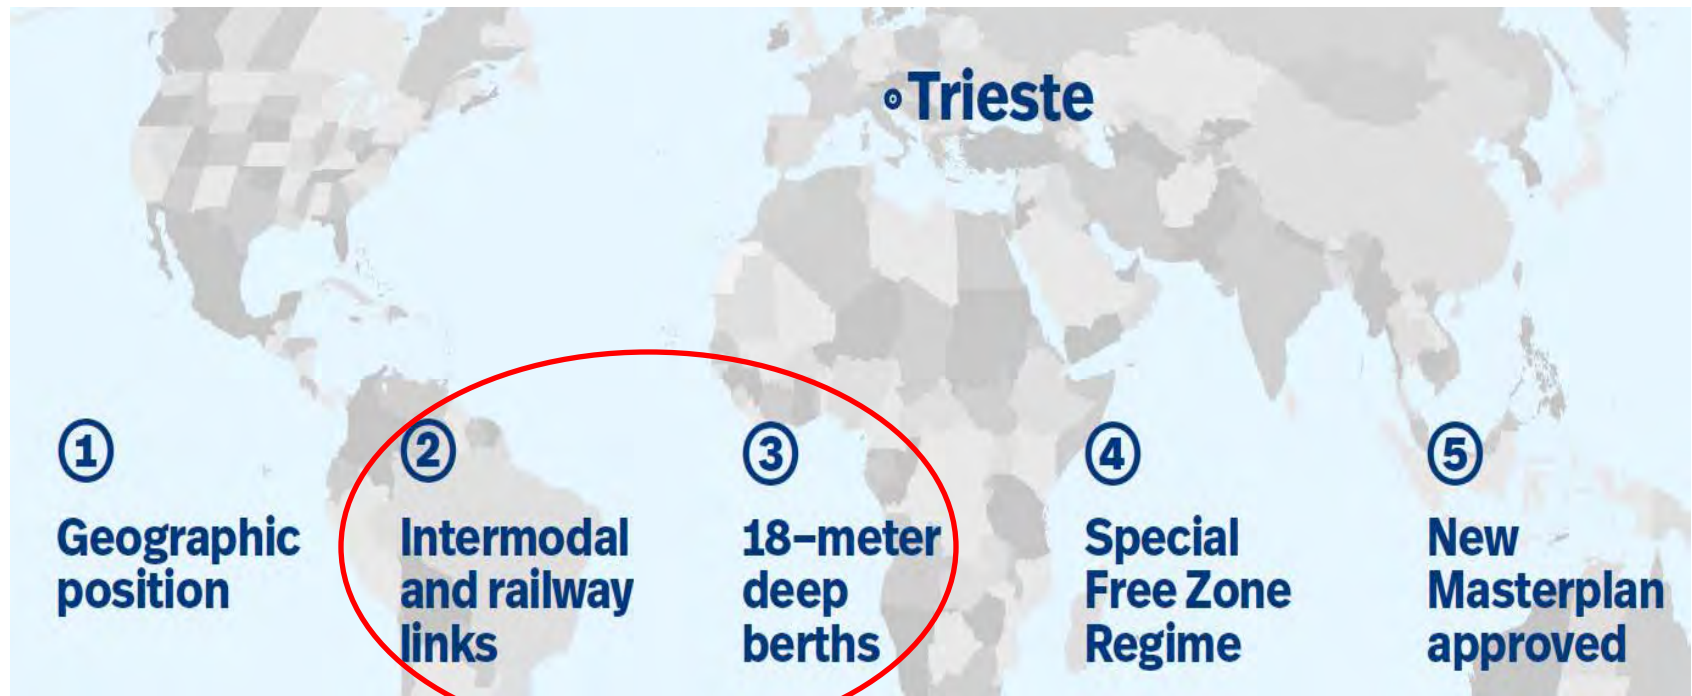 Trieste
1
Geographic
position
2
Intermodal
and railway
links
3
18-meter
deep
berths
4
Special
Free Zone
Regime
5
New
Masterplan
approved